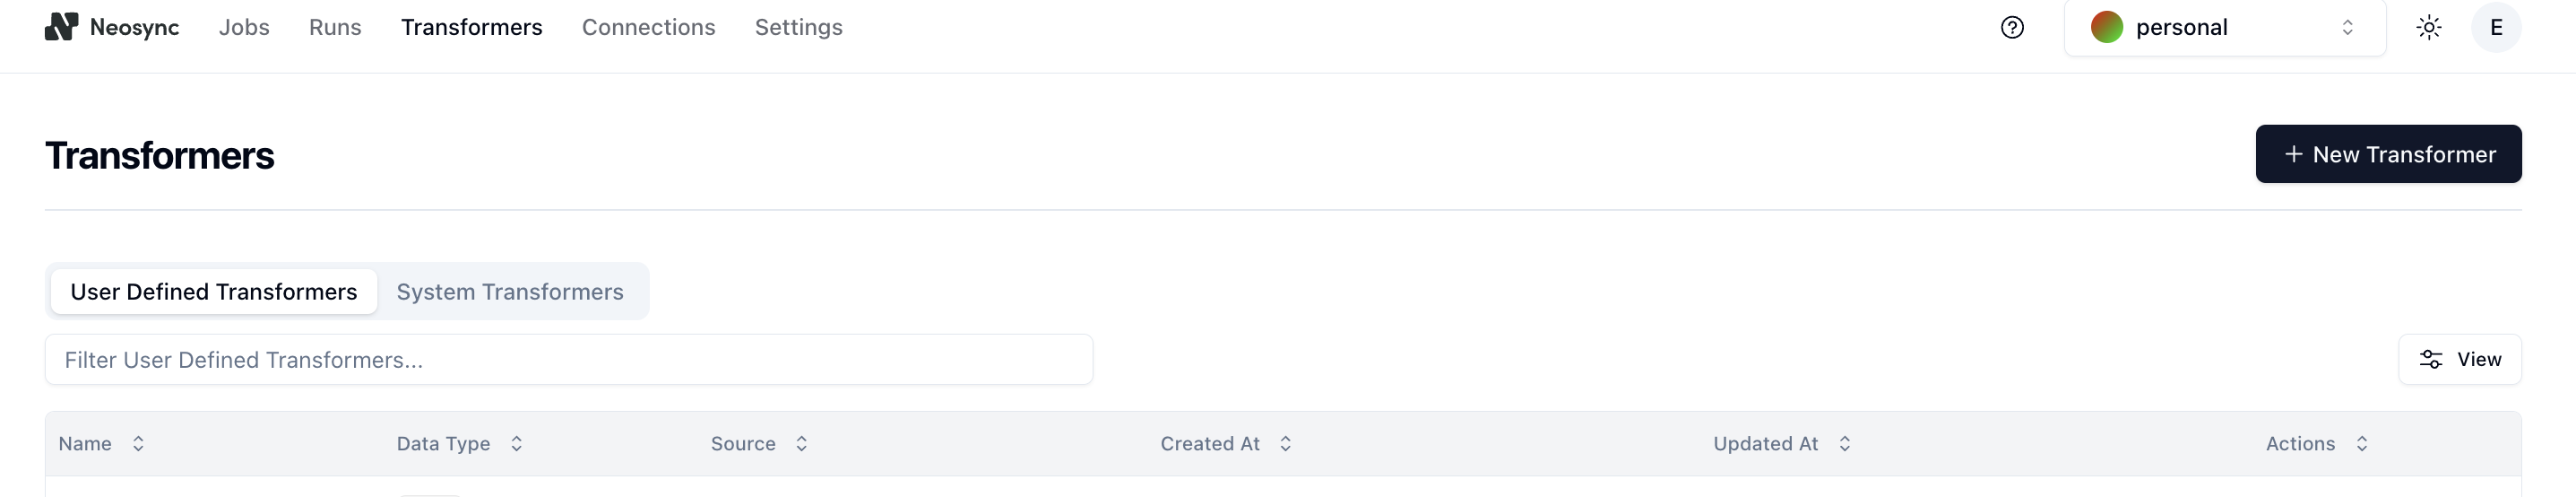 Neosync Jobs Runs Transformers Connections Settings personal E
Transformers
+ New Transformer
User Defined Transformers System Transformers
Filter User Defined Transformers...
View
Name Data Type Source Created At Updated At Actions